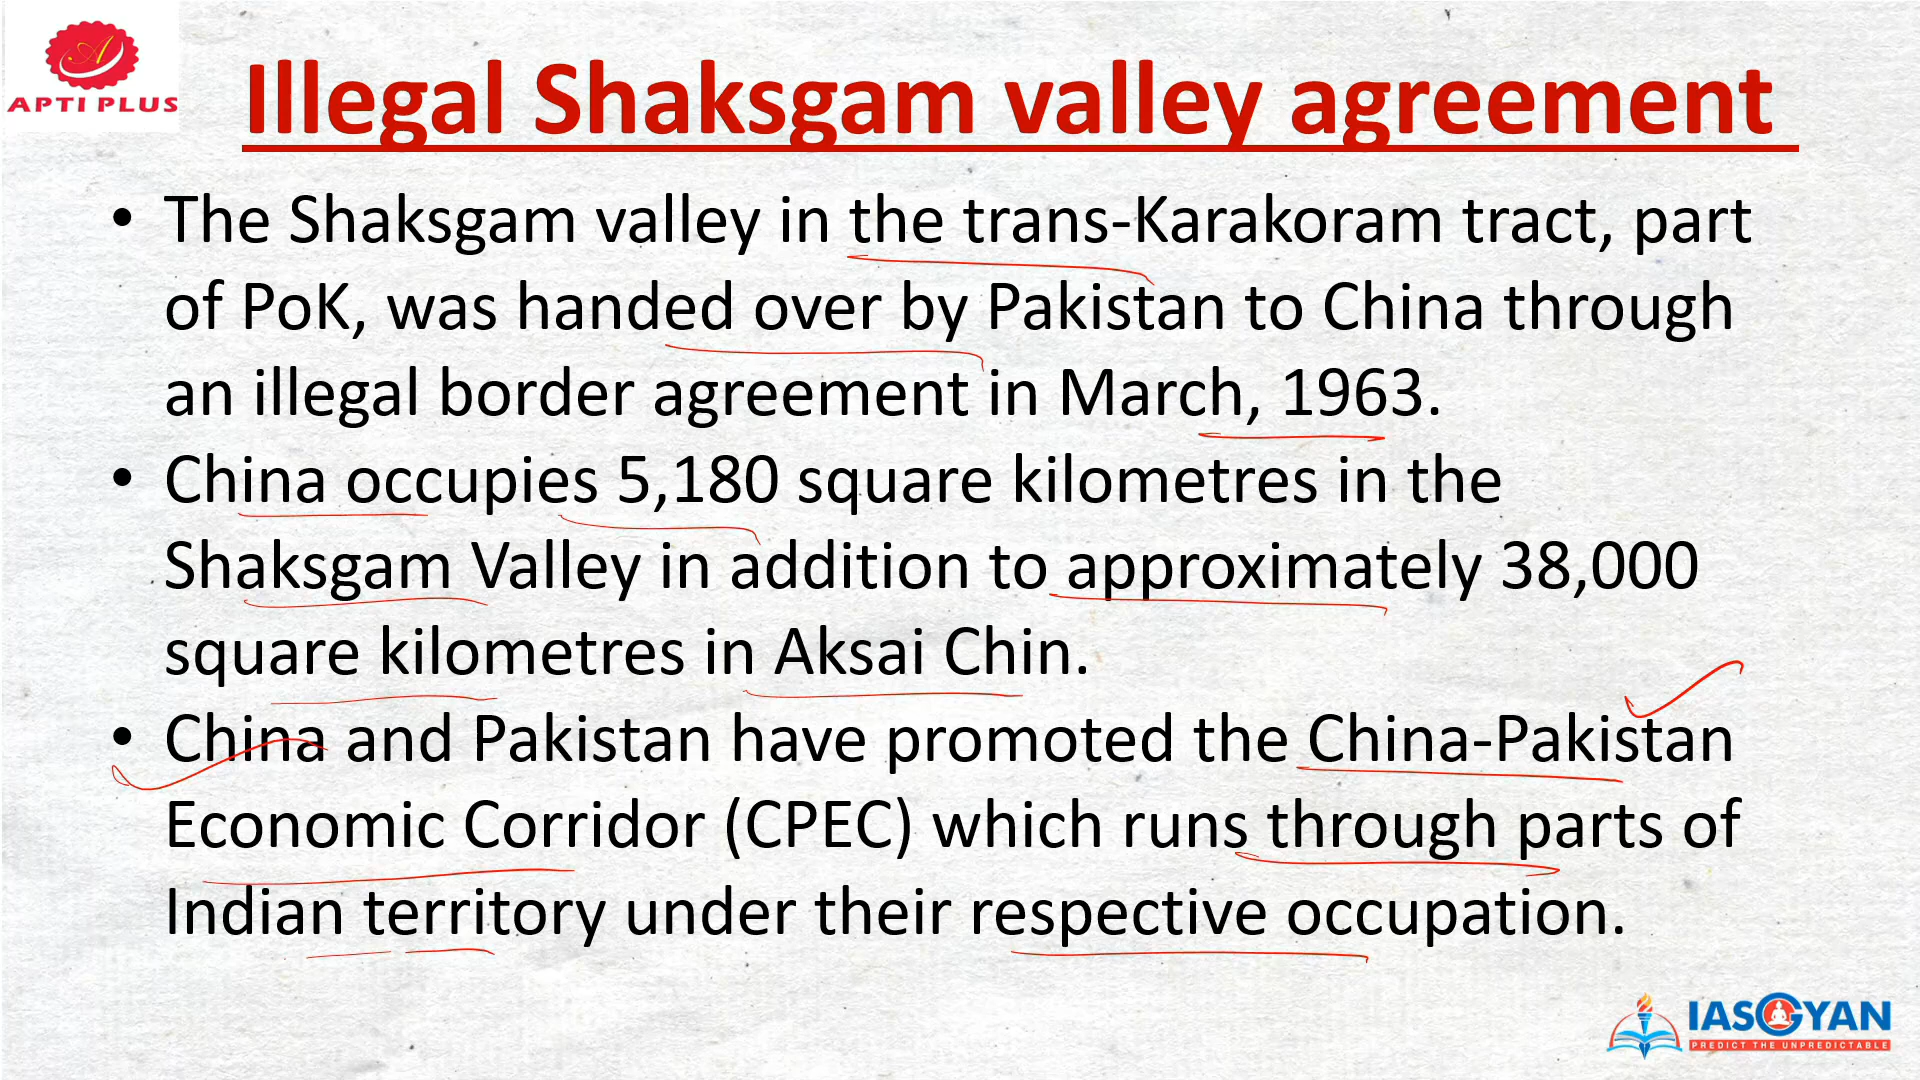 APTI PLUS
Illegal Shaksgam valley agreement
• The Shaksgam valley in the trans-Karakoram tract, part
of PoK, was handed over by Pakistan to China through
an illegal border agreement in March, 1963.
• China occupies 5,180 square kilometres in the
Shaksgam Valley in addition to approximately 38,000
square kilometres in Aksai Chin.
• China and Pakistan have promoted the China-Pakistan
Economic Corridor (CPEC) which runs through parts of
Indian territory under their respective occupation.
IASGYAN
PREDICT THE UNPREDICTABLE